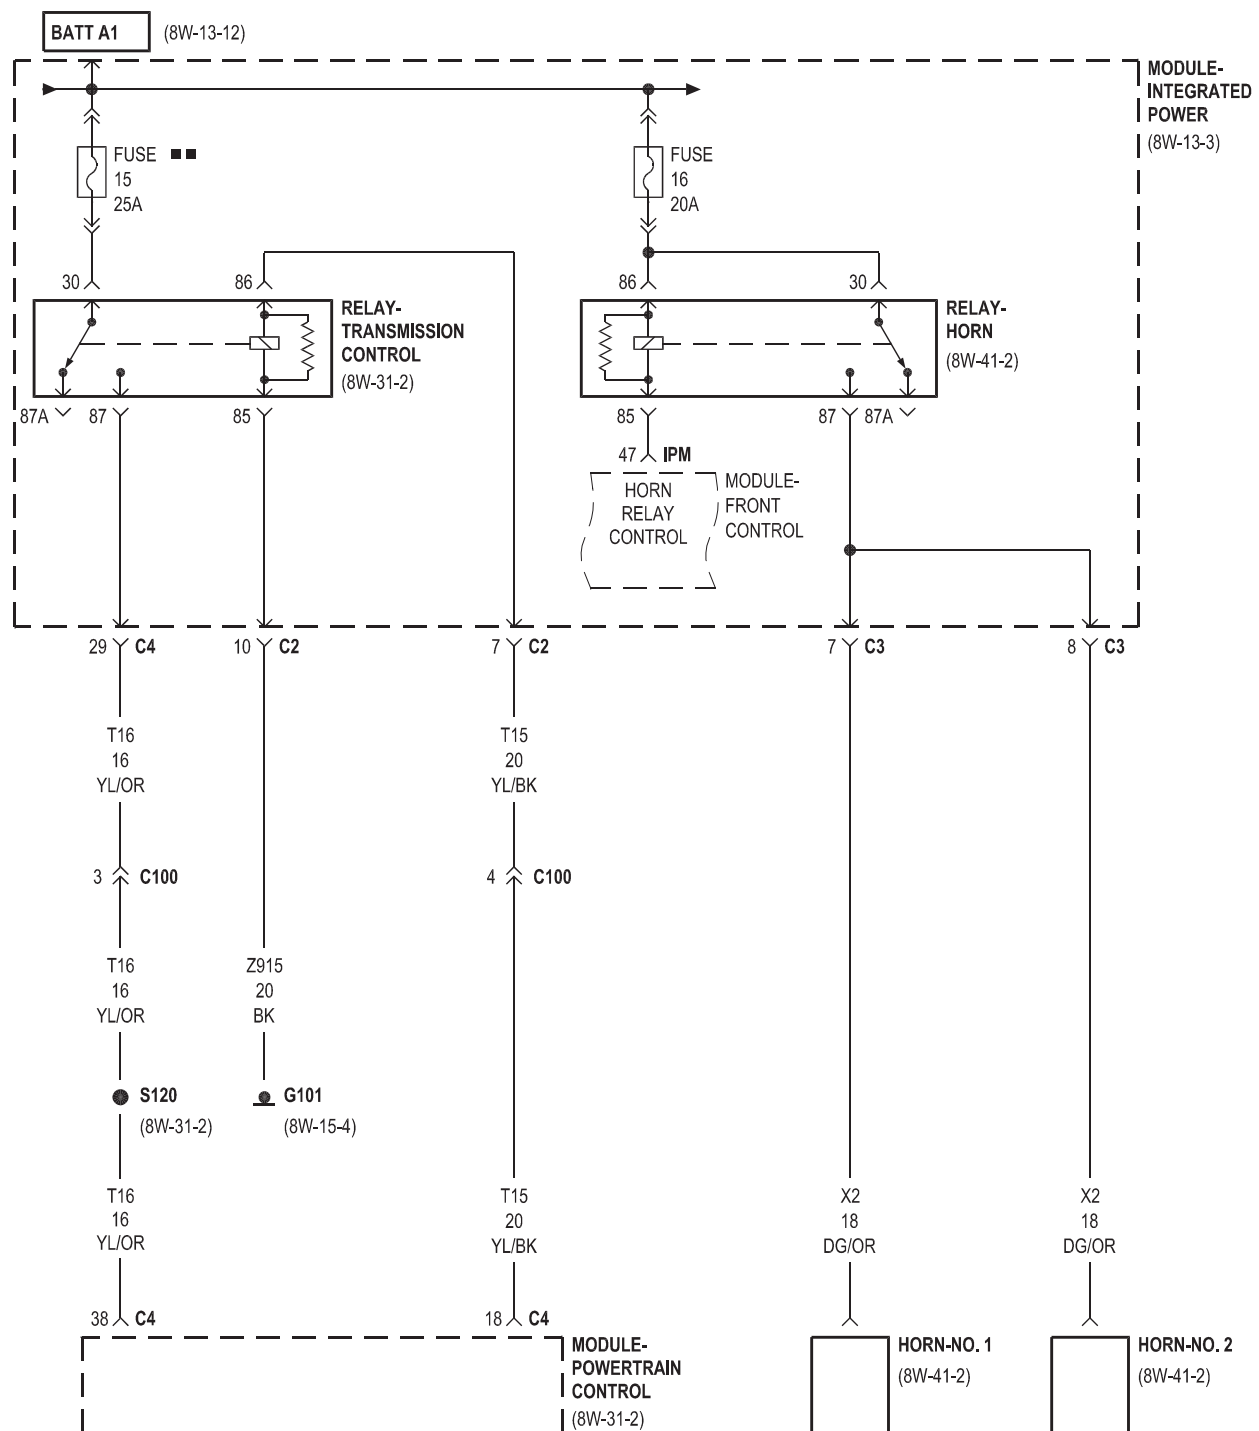 BATT A1 (8W-13-12)
MODULE-
INTEGRATED
POWER
(8W-13-3)
FUSE
15
25A
FUSE
16
20A
30 86 86 30
RELAY-
TRANSMISSION
CONTROL
(8W-31-2)
RELAY-
HORN
(8W-41-2)
87A 87 85 85 87 87A
47 IPM
HORN
RELAY
CONTROL
MODULE-
FRONT
CONTROL
29 C4 10 C2 7 C2 7 C3 8 C3
T16
16
YL/OR
T15
20
YL/BK
3 C100 4 C100
T16
16
YL/OR
Z915
20
BK
S120
(8W-31-2)
G101
(8W-15-4)
T16
16
YL/OR
T15
20
YL/BK
X2
18
DG/OR
X2
18
DG/OR
38 C4 18 C4
MODULE-
POWERTRAIN
CONTROL
(8W-31-2)
HORN-NO. 1
(8W-41-2)
HORN-NO. 2
(8W-41-2)